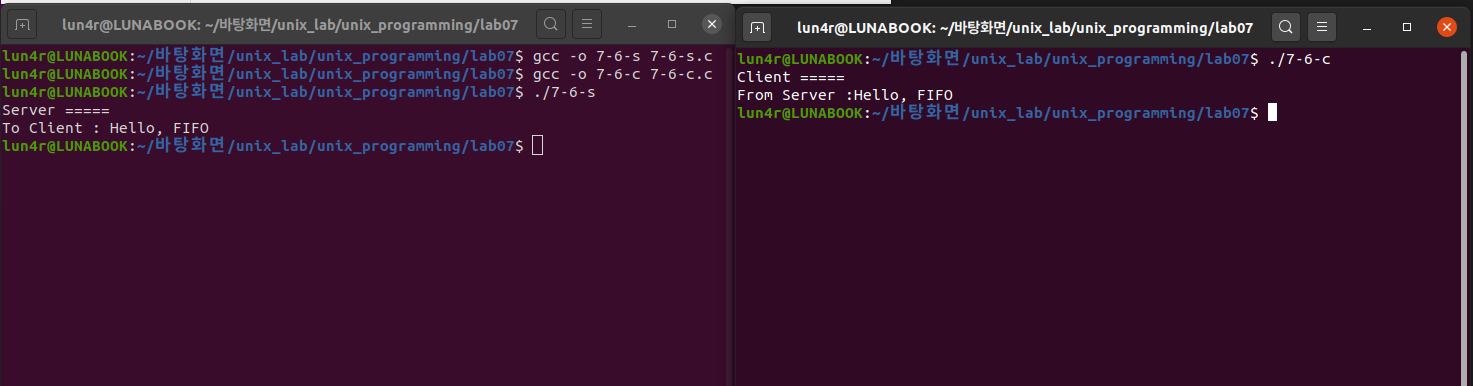 lun4r@LUNABOOK: ~/바탕화면/unix_lab/unix_programming/lab07
lun4r@LUNABOOK:~/바탕화면/unix_lab/unix_programming/lab07$ gcc -o 7-6-s 7-6-s.c
lun4r@LUNABOOK:~/바탕화면/unix_lab/unix_programming/lab07$ gcc -o 7-6-c 7-6-c.c
lun4r@LUNABOOK:~/바탕화면/unix_lab/unix_programming/lab07$ ./7-6-s
Server =====
To Client : Hello, FIFO
lun4r@LUNABOOK:~/바탕화면/unix_lab/unix_programming/lab07$
lun4r@LUNABOOK: ~/바탕화면/unix_lab/unix_programming/lab07
lun4r@LUNABOOK:~/바탕화면/unix_lab/unix_programming/lab07$ ./7-6-c
Client =====
From Server :Hello, FIFO
lun4r@LUNABOOK:~/바탕화면/unix_lab/unix_programming/lab07$